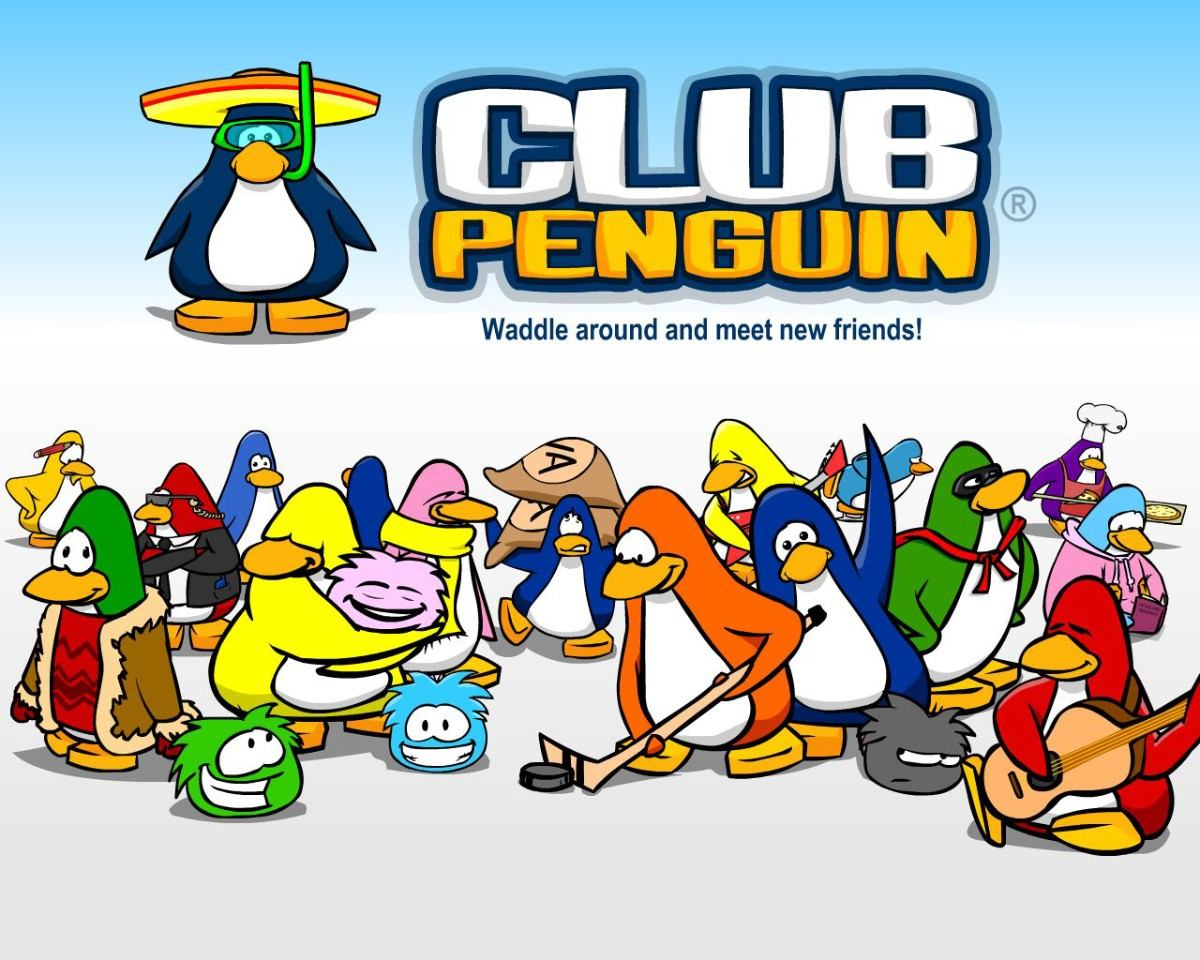 CLUB
PENGUIN
®
Waddle around and meet new friends!